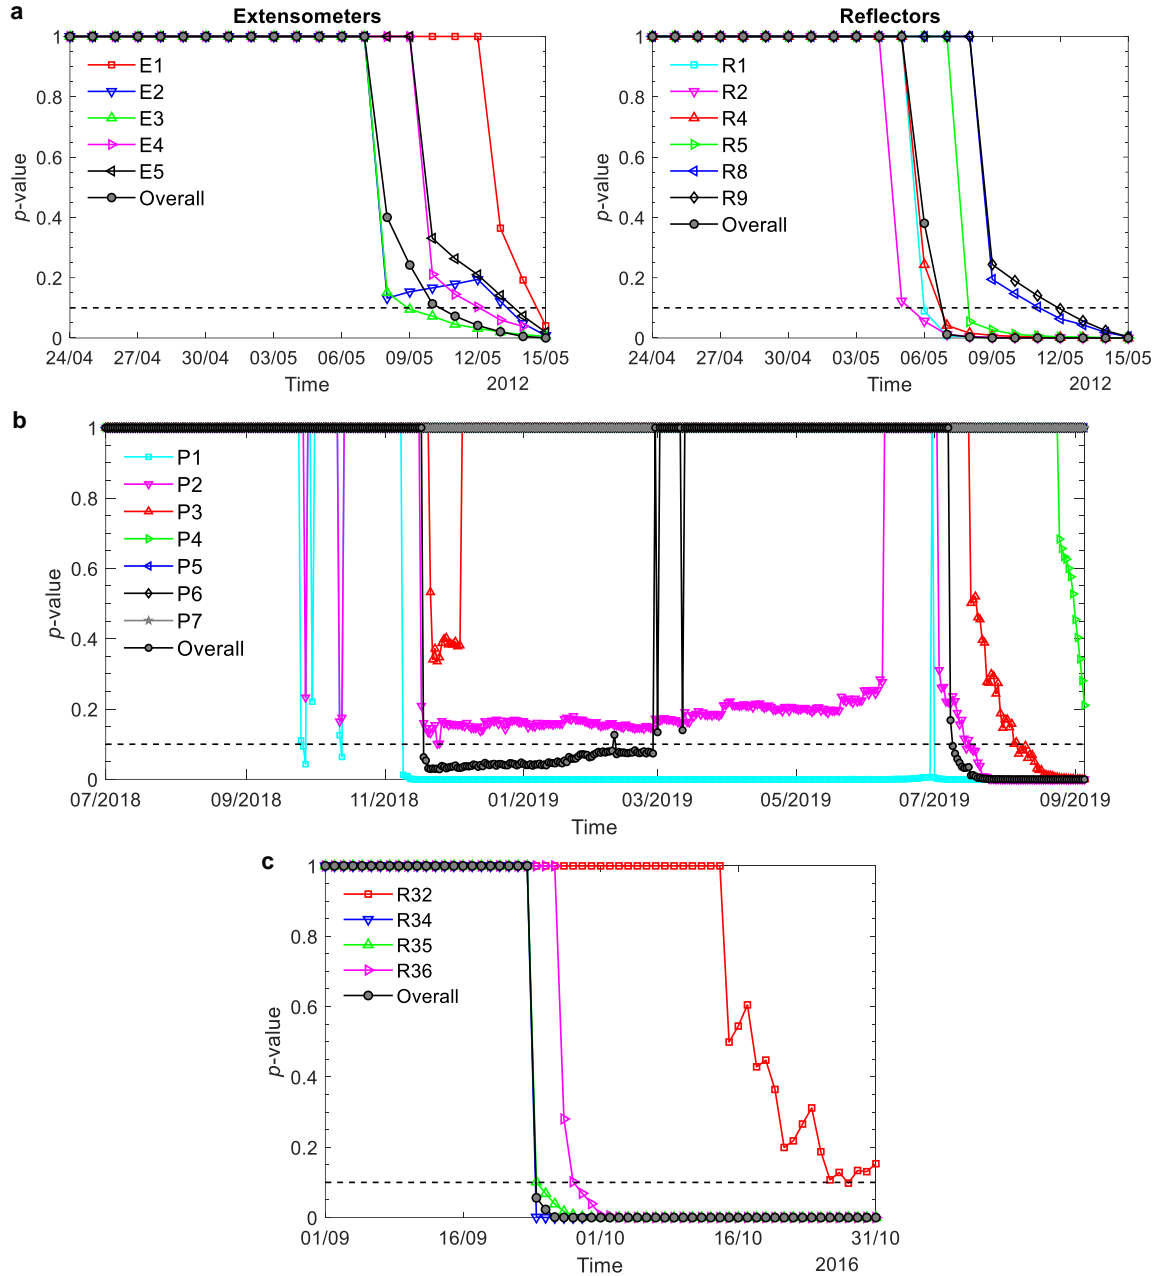 a
Extensometers
Reflectors
1
0.8
0.6
0.4
0.2
0
p-value
E1
E2
E3
E4
E5
Overall
24/04 27/04 30/04 03/05 06/05 09/05 12/05 15/05
Time
2012
1
0.8
0.6
0.4
0.2
0
p-value
R1
R2
R4
R5
R8
R9
Overall
24/04 27/04 30/04 03/05 06/05 09/05 12/05 15/05
Time
2012
b
1
0.8
0.6
0.4
0.2
0
p-value
P1
P2
P3
P4
P5
P6
P7
Overall
07/2018 09/2018 11/2018 01/2019 03/2019 05/2019 07/2019 09/2019
Time
c
1
0.8
0.6
0.4
0.2
0
p-value
R32
R34
R35
R36
Overall
01/09 16/09 01/10 16/10 31/10
Time
2016